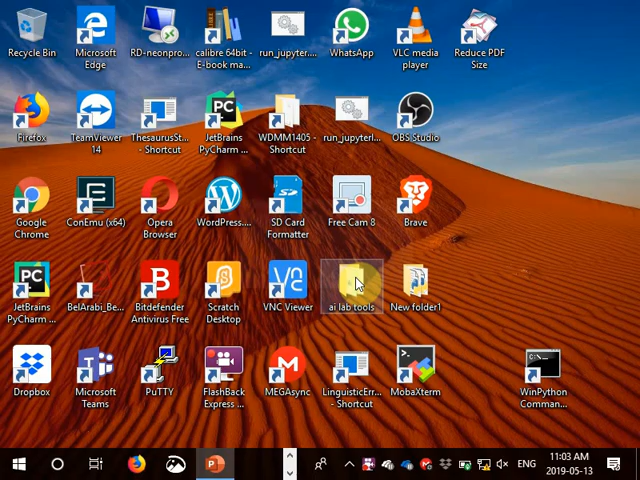 Recycle Bin
Microsoft
Edge
RD-neonpro...
calibre 64bit -
E-book ma...
run_jupyter....
WhatsApp
VLC media
player
Reduce PDF
Size
Firefox
TeamViewer
14
ThesaurusSt...
- Shortcut
JetBrains
PyCharm ...
WDMM1405 -
Shortcut
run_jupyterl...
OBS Studio
Google
Chrome
ConEmu (x64)
Opera
Browser
WordPress....
SD Card
Formatter
Free Cam 8
Brave
JetBrains
PyCharm ...
BelArabi_Be...
Bitdefender
Antivirus Free
Scratch
Desktop
VNC Viewer
ai lab tools
New folder1
Dropbox
Microsoft
Teams
PuTTY
FlashBack
Express ...
MEGAsync
LinguisticErr...
- Shortcut
MobaXterm
WinPython
Comman...
ENG
11:03 AM
2019-05-13